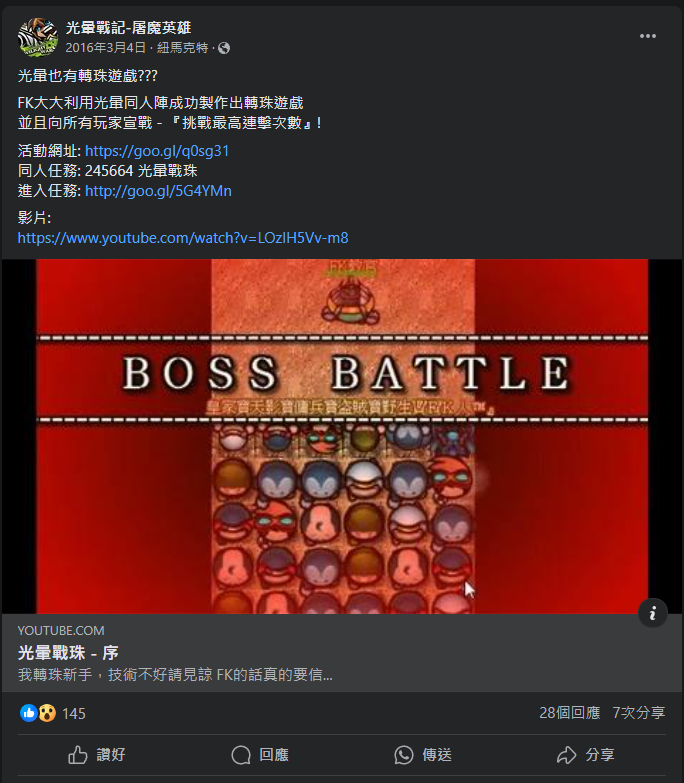 光暈戰記-屠魔英雄
2016年3月4日 · 紐馬克特 ·
光暈也有轉珠遊戲???
FK大大利用光暈同人陣成功製作出轉珠遊戲
並且向所有玩家宣戰 - 『挑戰最高連擊次數』!
活動網址: https://goo.gl/q0sg31
同人任務: 245664 光暈戰珠
進入任務: http://goo.gl/5G4YMn
影片:
https://www.youtube.com/watch?v=LOzlH5Vv-m8
BOSS BATTLE
YOUTUBE.COM
光暈戰珠 - 序
我轉珠新手，技術不好請見諒 FK的話真的要信...
145
28個回應 7次分享
讚好 回應 傳送 分享